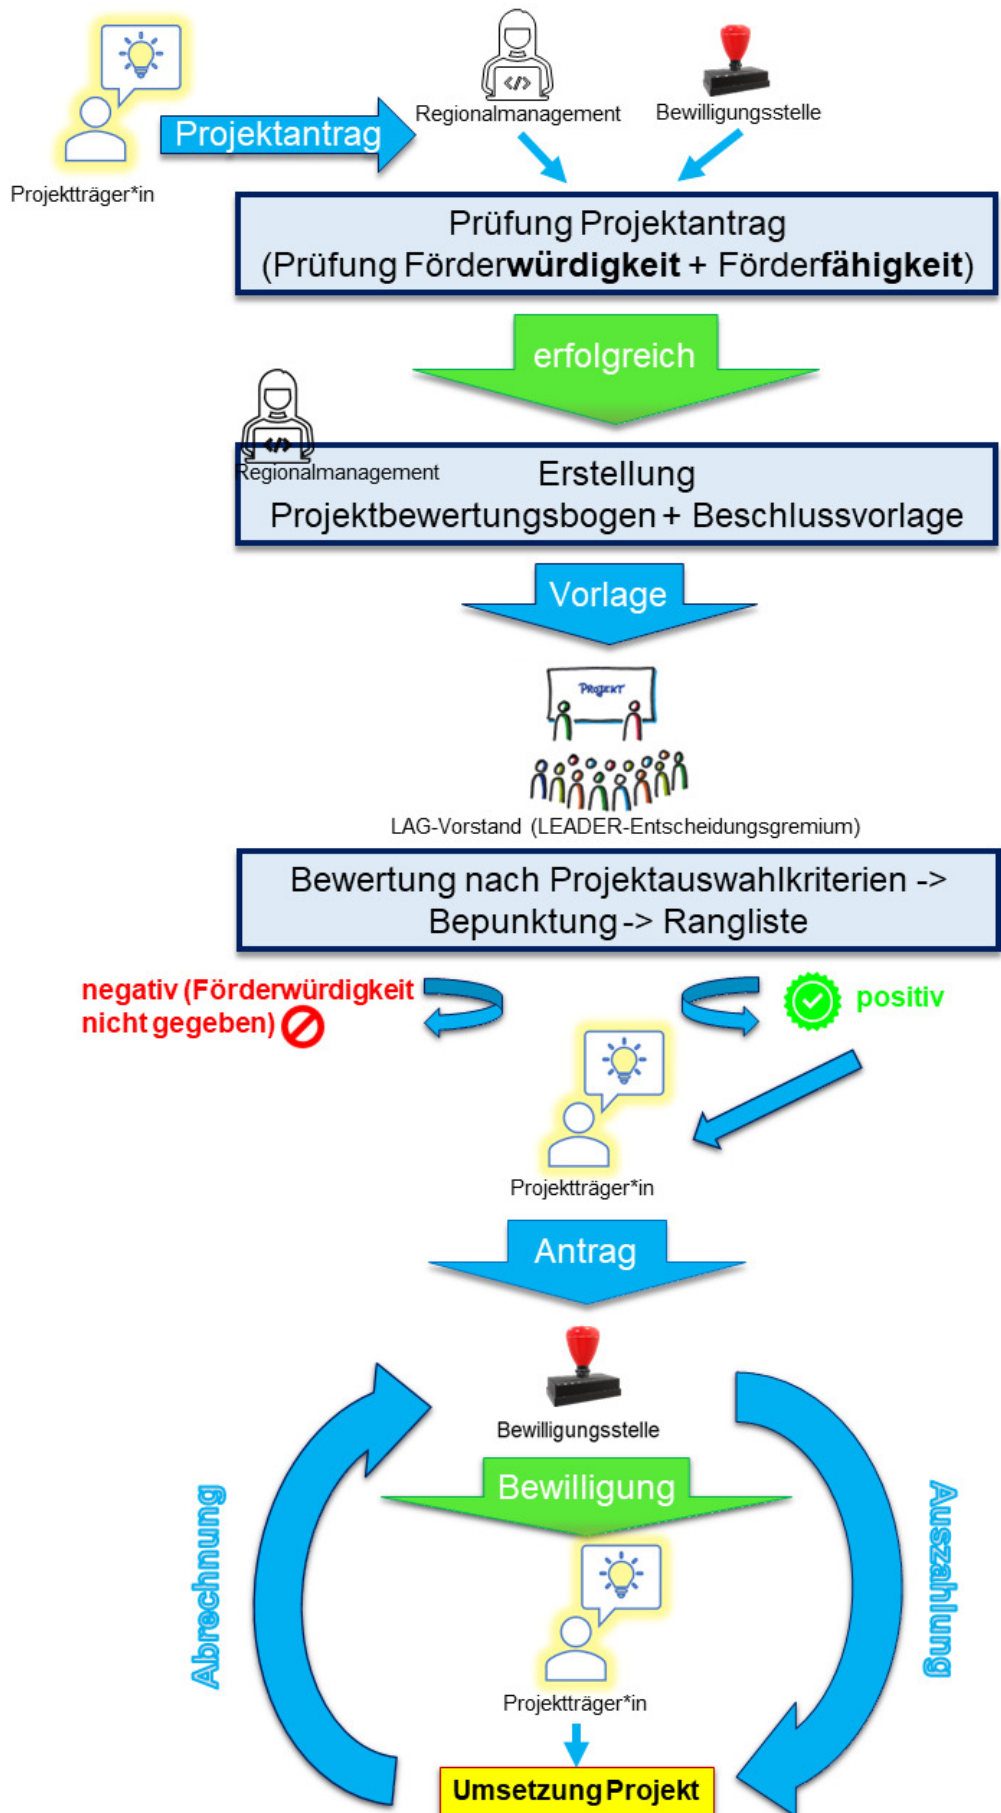 Projektträger*in
Projektantrag
</>
Regionalmanagement
Bewilligungsstelle
Prüfung Projektantrag
(Prüfung Förderwürdigkeit + Förderfähigkeit)
erfolgreich
</>
Regionalmanagement
Erstellung
Projektbewertungsbogen + Beschlussvorlage
Vorlage
PROJEKT
LAG-Vorstand (LEADER-Entscheidungsgremium)
Bewertung nach Projektauswahlkriterien ->
Bepunktung -> Rangliste
negativ (Förderwürdigkeit
nicht gegeben)
positiv
Projektträger*in
Antrag
Bewilligungsstelle
Bewilligung
Abrechnung
Auszahlung
Projektträger*in
Umsetzung Projekt